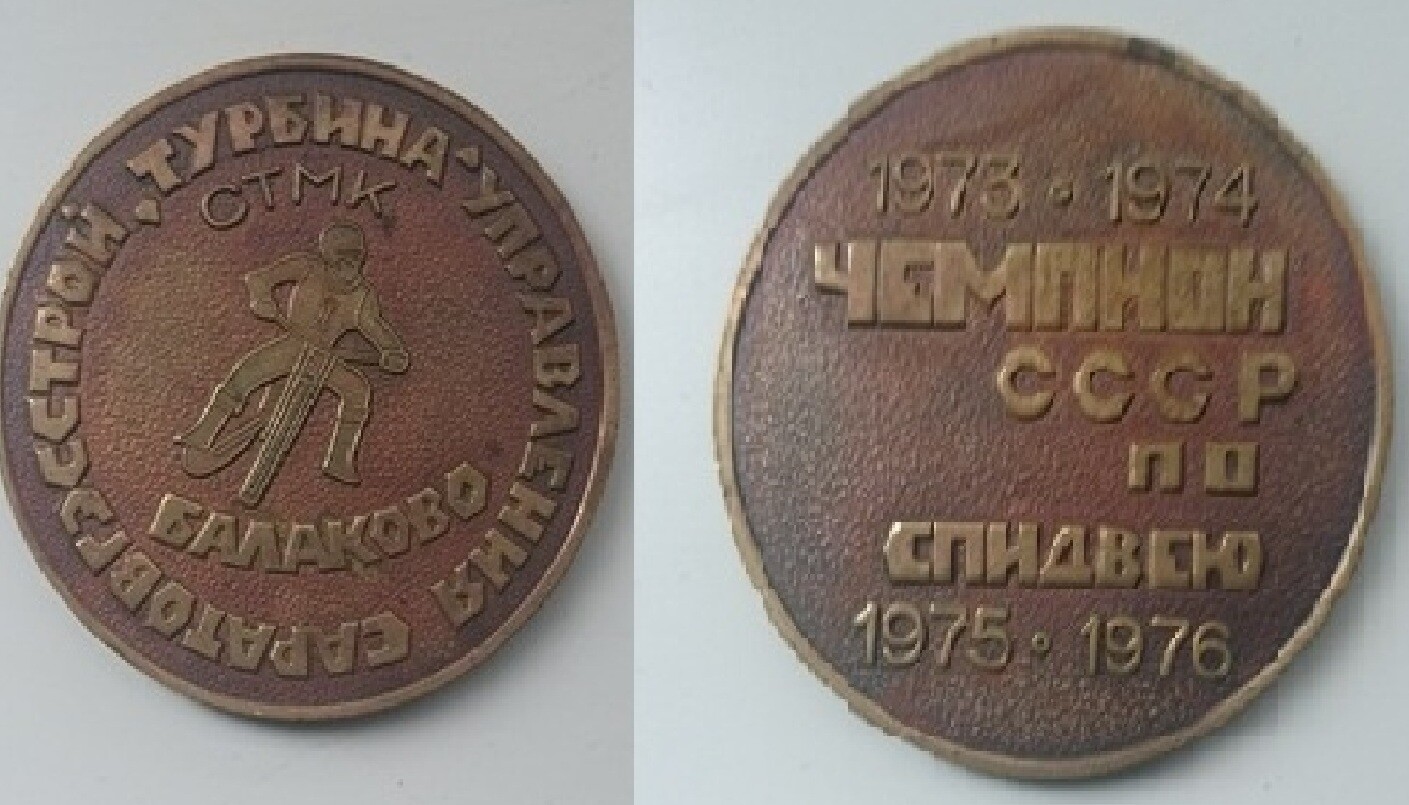 „ТУРБИНА“ УПРАВЛЕНИЯ САРАТОВГЭССТРОЙ
СТМК
БАЛАКОВО
1973 • 1974
ЧЕМПИОН
СССР
ПО
СПИДВЕЮ
1975 • 1976